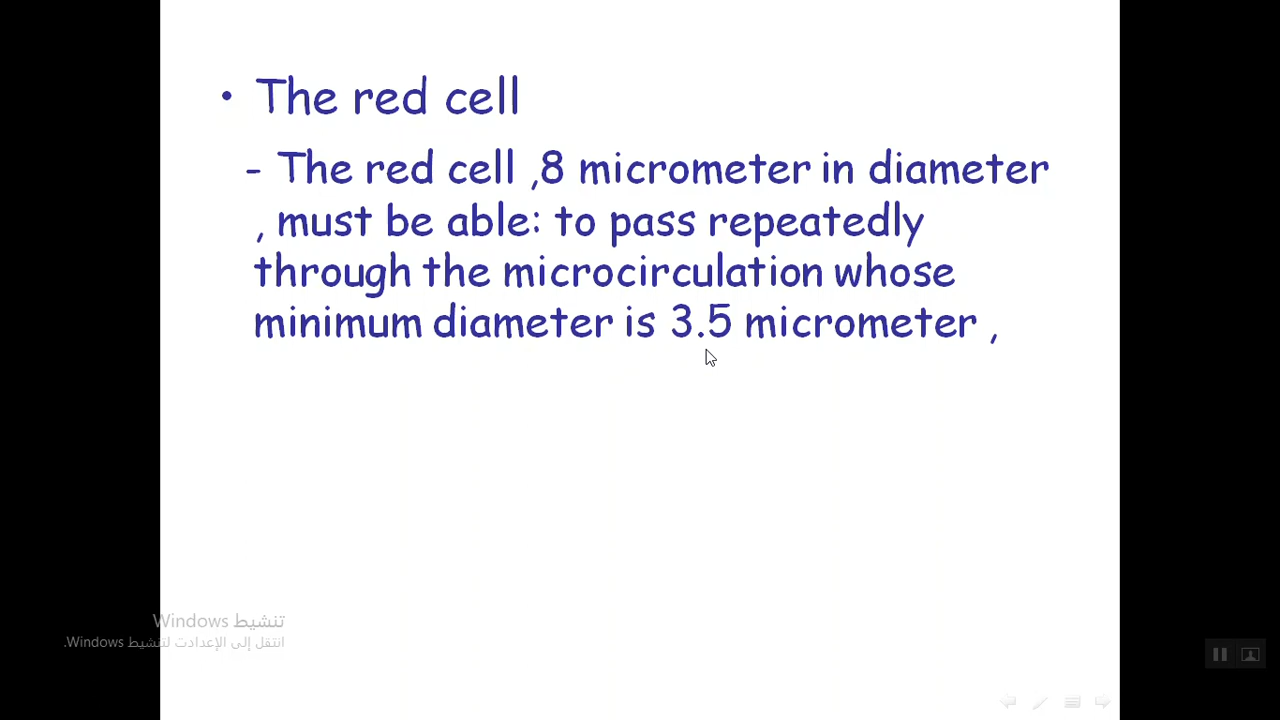 • The red cell
- The red cell ,8 micrometer in diameter
, must be able: to pass repeatedly
through the microcirculation whose
minimum diameter is 3.5 micrometer ,
تنشيط Windows
انتقل إلى الإعدادت لتنشيط Windows.